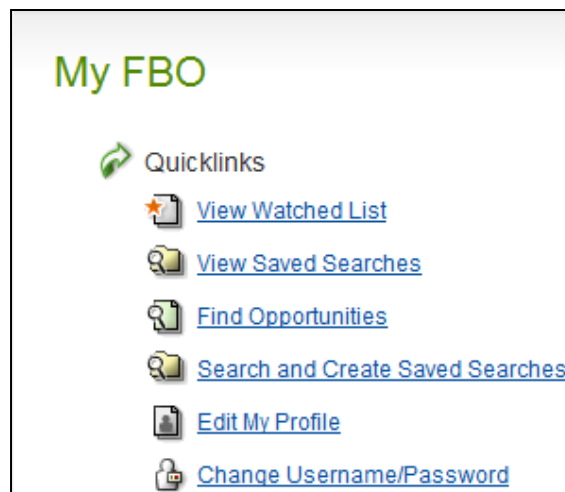 My FBO
Quicklinks
View Watched List
View Saved Searches
Find Opportunities
Search and Create Saved Searches
Edit My Profile
Change Username/Password